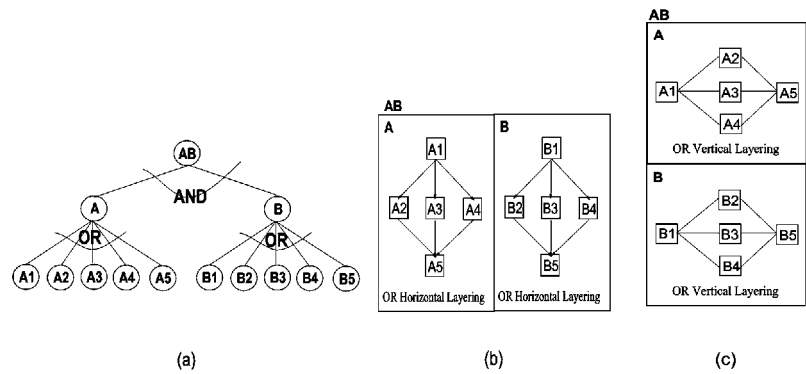 AB
AND
A
B
OR
OR
A1 A2 A3 A4 A5
B1 B2 B3 B4 B5
(a)
AB
A
B
A1
B1
A2 A3 A4
B2 B3 B4
A5
B5
OR Horizontal Layering
OR Horizontal Layering
(b)
AB
A
A2
A1 A3 A5
A4
OR Vertical Layering
B
B2
B1 B3 B5
B4
OR Vertical Layering
(c)